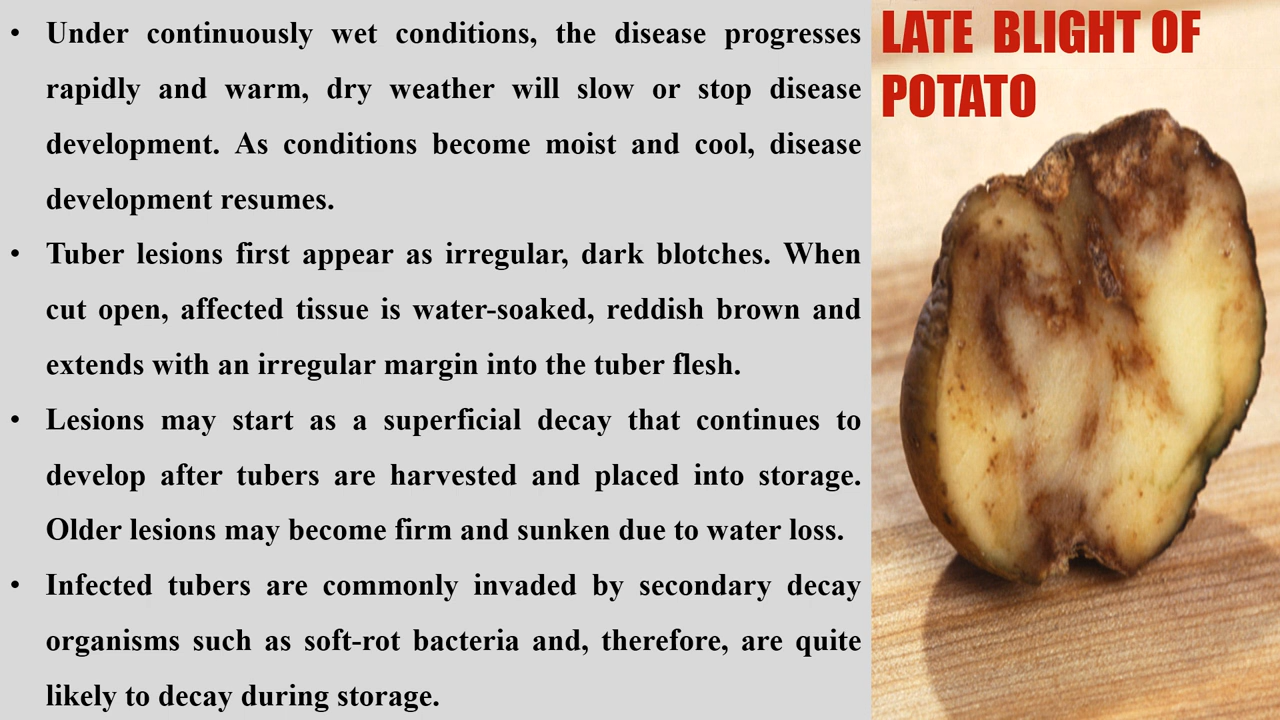 • Under continuously wet conditions, the disease progresses
rapidly and warm, dry weather will slow or stop disease
development. As conditions become moist and cool, disease
development resumes.
• Tuber lesions first appear as irregular, dark blotches. When
cut open, affected tissue is water-soaked, reddish brown and
extends with an irregular margin into the tuber flesh.
• Lesions may start as a superficial decay that continues to
develop after tubers are harvested and placed into storage.
Older lesions may become firm and sunken due to water loss.
• Infected tubers are commonly invaded by secondary decay
organisms such as soft-rot bacteria and, therefore, are quite
likely to decay during storage.
LATE BLIGHT OF
POTATO